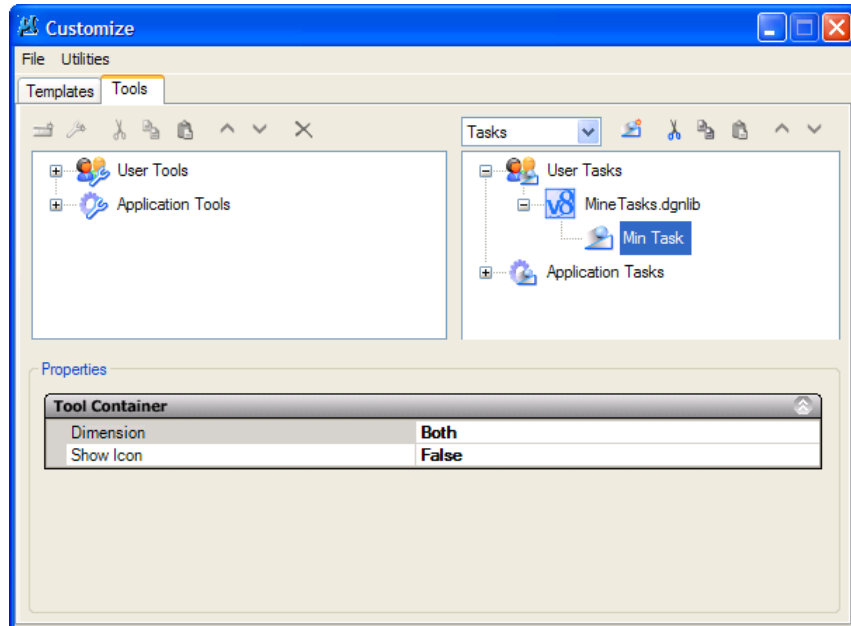 Customize
File Utilities
Templates Tools
Tasks
User Tools
Application Tools
User Tasks
v8 MineTasks.dgnlib
Min Task
Application Tasks
Properties
Tool Container
Dimension Both
Show Icon False